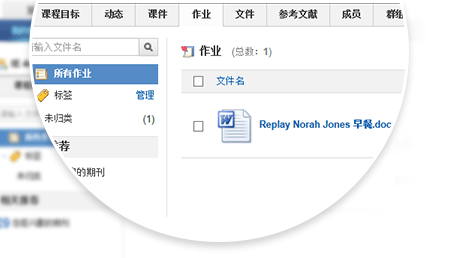 课程目标 动态 课件 作业 文件 参考文献 成员 群组
输入文件名
作业 (总数：1)
所有作业
文件名
标签 管理
未归类 (1)
Replay Norah Jones 早餐.doc
推荐
的期刊